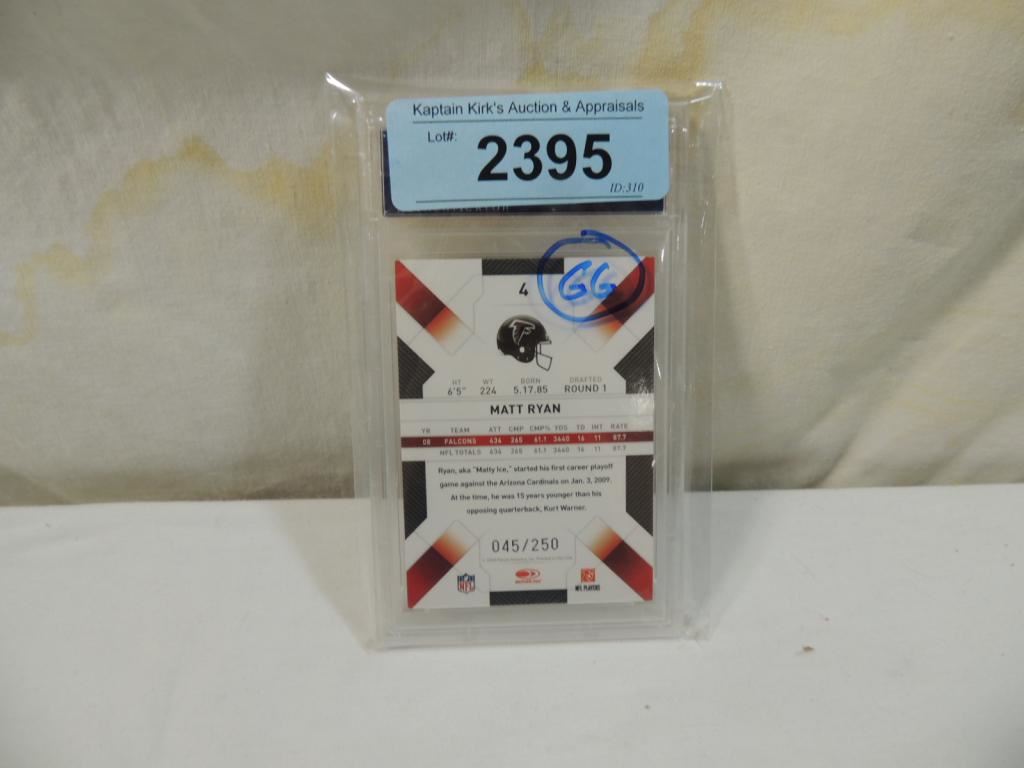 Kaptain Kirk's Auction & Appraisals
Lot#:
2395
ID:310
GG
4
HT WT BORN DRAFTED
6'5" 224 5.17.85 ROUND 1
MATT RYAN
YR TEAM ATT CMP CMP% YDS TD INT RATE
08 FALCONS 434 265 61.1 3440 16 11 87.7
NFL TOTALS 434 265 61.1 3440 16 11 87.7
Ryan, aka "Matty Ice," started his first career playoff
game against the Arizona Cardinals on Jan. 3, 2009.
At the time, he was 15 years younger than his
opposing quarterback, Kurt Warner.
045/250
NFL
NFL PLAYERS